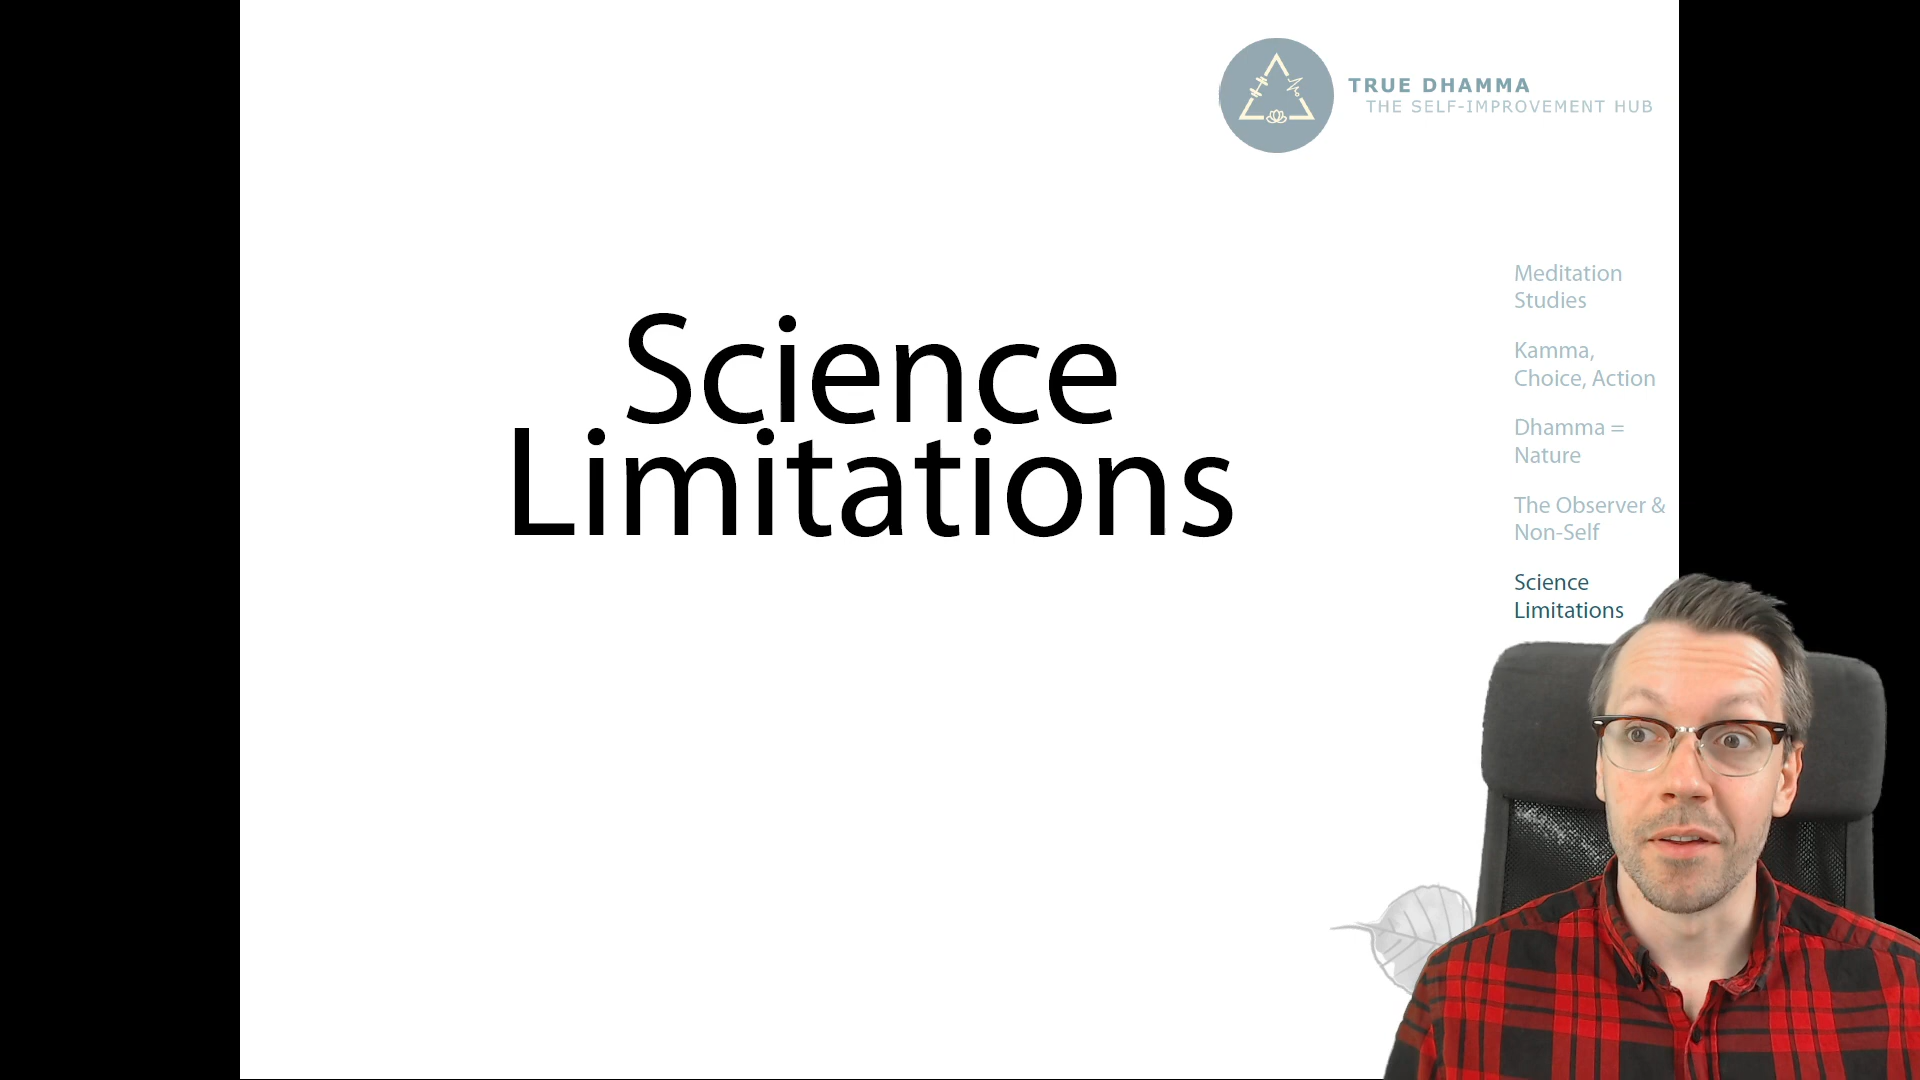 TRUE DHAMMA
THE SELF-IMPROVEMENT HUB
Science
Limitations
Meditation
Studies
Kamma,
Choice, Action
Dhamma =
Nature
The Observer &
Non-Self
Science
Limitations